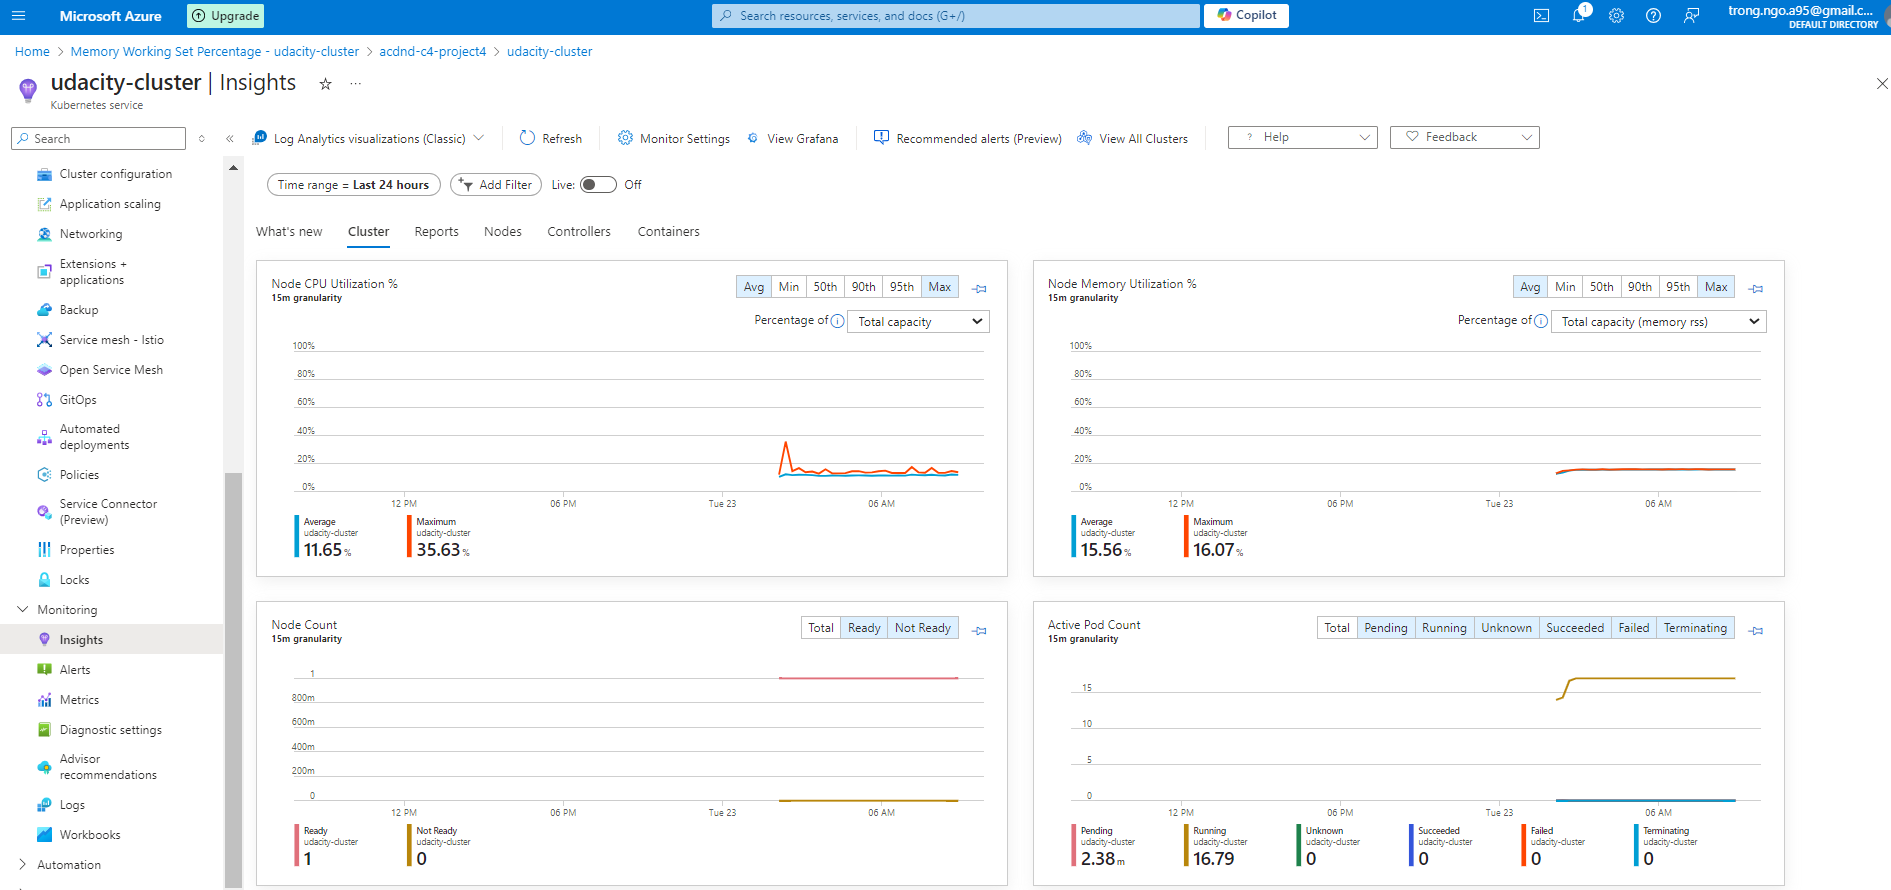 Microsoft Azure
Upgrade
Search resources, services, and docs (G+/)
Copilot
1
trong.ngo.a95@gmail.c...
DEFAULT DIRECTORY
Home > Memory Working Set Percentage - udacity-cluster > acdnd-c4-project4 > udacity-cluster
udacity-cluster | Insights
Kubernetes service
Search
Log Analytics visualizations (Classic)
Refresh
Monitor Settings
View Grafana
Recommended alerts (Preview)
View All Clusters
? Help
Feedback
Time range = Last 24 hours
Add Filter
Live: Off
What's new
Cluster
Reports
Nodes
Controllers
Containers
Cluster configuration
Application scaling
Networking
Extensions +
applications
Backup
Service mesh - Istio
Open Service Mesh
GitOps
Automated
deployments
Policies
Service Connector
(Preview)
Properties
Locks
Monitoring
Insights
Alerts
Metrics
Diagnostic settings
Advisor
recommendations
Logs
Workbooks
Automation
Node CPU Utilization %
15m granularity
Avg Min 50th 90th 95th Max
Percentage of Total capacity
100%
80%
60%
40%
20%
0%
12 PM 06 PM Tue 23 06 AM
Average
udacity-cluster
11.65 %
Maximum
udacity-cluster
35.63 %
Node Memory Utilization %
15m granularity
Avg Min 50th 90th 95th Max
Percentage of Total capacity (memory rss)
100%
80%
60%
40%
20%
0%
12 PM 06 PM Tue 23 06 AM
Average
udacity-cluster
15.56 %
Maximum
udacity-cluster
16.07 %
Node Count
15m granularity
Total Ready Not Ready
1
800m
600m
400m
200m
0
12 PM 06 PM Tue 23 06 AM
Ready
udacity-cluster
1
Not Ready
udacity-cluster
0
Active Pod Count
15m granularity
Total Pending Running Unknown Succeeded Failed Terminating
15
10
5
0
12 PM 06 PM Tue 23 06 AM
Pending
udacity-cluster
2.38 m
Running
udacity-cluster
16.79
Unknown
udacity-cluster
0
Succeeded
udacity-cluster
0
Failed
udacity-cluster
0
Terminating
udacity-cluster
0